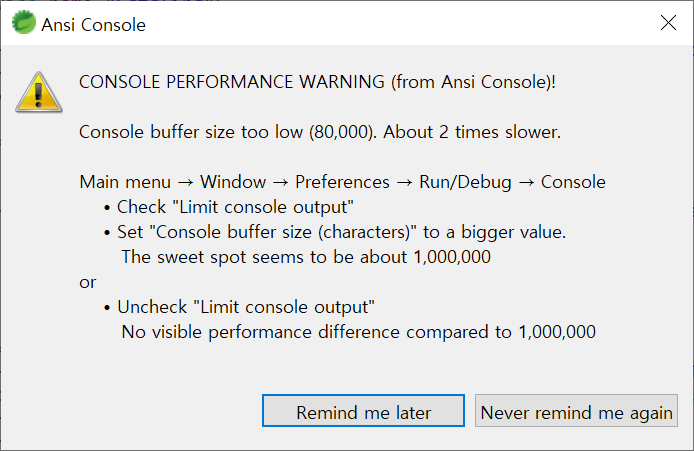 Ansi Console
CONSOLE PERFORMANCE WARNING (from Ansi Console)!
Console buffer size too low (80,000). About 2 times slower.
Main menu → Window → Preferences → Run/Debug → Console
• Check "Limit console output"
• Set "Console buffer size (characters)" to a bigger value.
The sweet spot seems to be about 1,000,000
or
• Uncheck "Limit console output"
No visible performance difference compared to 1,000,000
Remind me later
Never remind me again